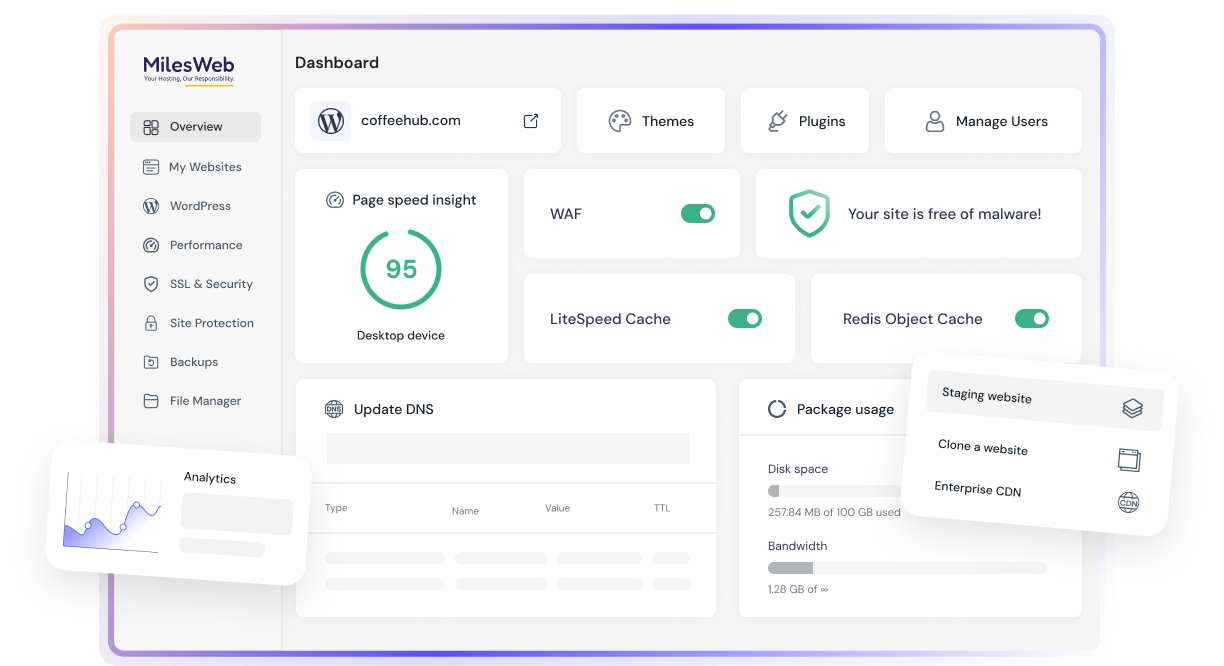 MilesWeb
Your Hosting, Our Responsibility.
Overview
My Websites
WordPress
Performance
SSL & Security
Site Protection
Backups
File Manager
Dashboard
coffeehub.com
Themes
Plugins
Manage Users
Page speed insight
95
Desktop device
WAF
Your site is free of malware!
LiteSpeed Cache
Redis Object Cache
DNS
Update DNS
Type Name Value TTL
Package usage
Disk space
257.84 MB of 100 GB used
Bandwidth
1.28 GB of ∞
Staging website
Clone a website
Enterprise CDN
CDN
Analytics